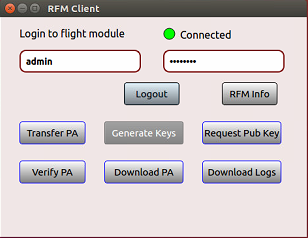 RFM Client
Login to flight module
Connected
admin
••••••••
Logout
RFM Info
Transfer PA
Generate Keys
Request Pub Key
Verify PA
Download PA
Download Logs